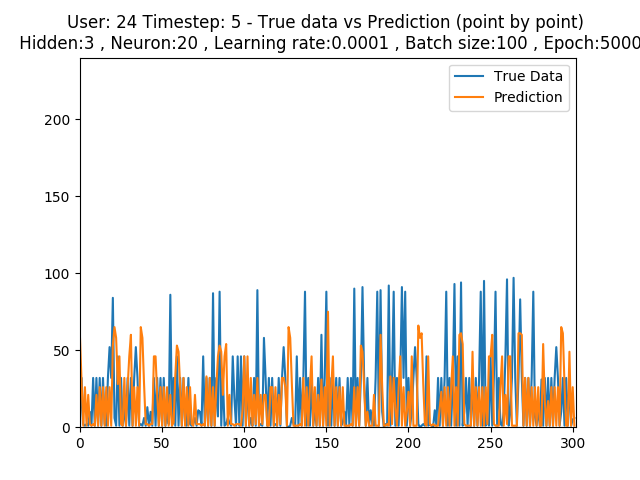 User: 24 Timestep: 5 - True data vs Prediction (point by point)
Hidden:3 , Neuron:20 , Learning rate:0.0001 , Batch size:100 , Epoch:5000
True Data
Prediction
200
150
100
50
0
0 50 100 150 200 250 300